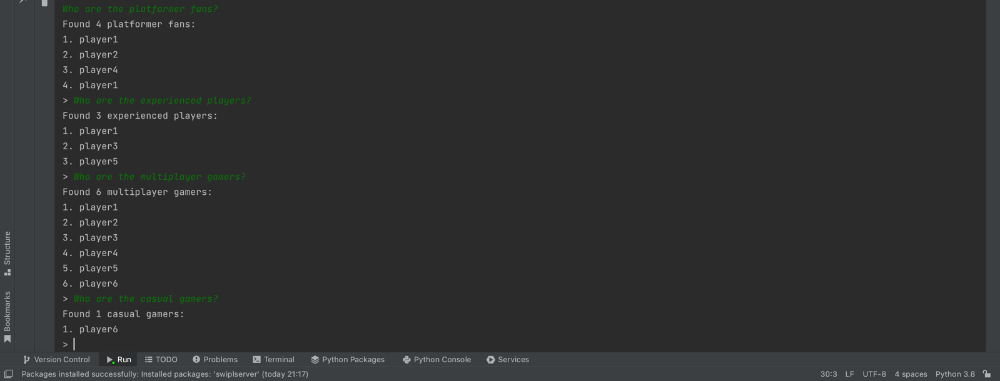 Who are the platformer fans?
Found 4 platformer fans:
1. player1
2. player2
3. player4
4. player1
> Who are the experienced players?
Found 3 experienced players:
1. player1
2. player3
3. player5
> Who are the multiplayer gamers?
Found 6 multiplayer gamers:
1. player1
2. player2
3. player3
4. player4
5. player5
6. player6
> Who are the casual gamers?
Found 1 casual gamers:
1. player6
>
Structure
Bookmarks
Version Control Run TODO Problems Terminal Python Packages Python Console Services
Packages installed successfully: Installed packages: 'swiplserver' (today 21:17) 30:3 LF UTF-8 4 spaces Python 3.8